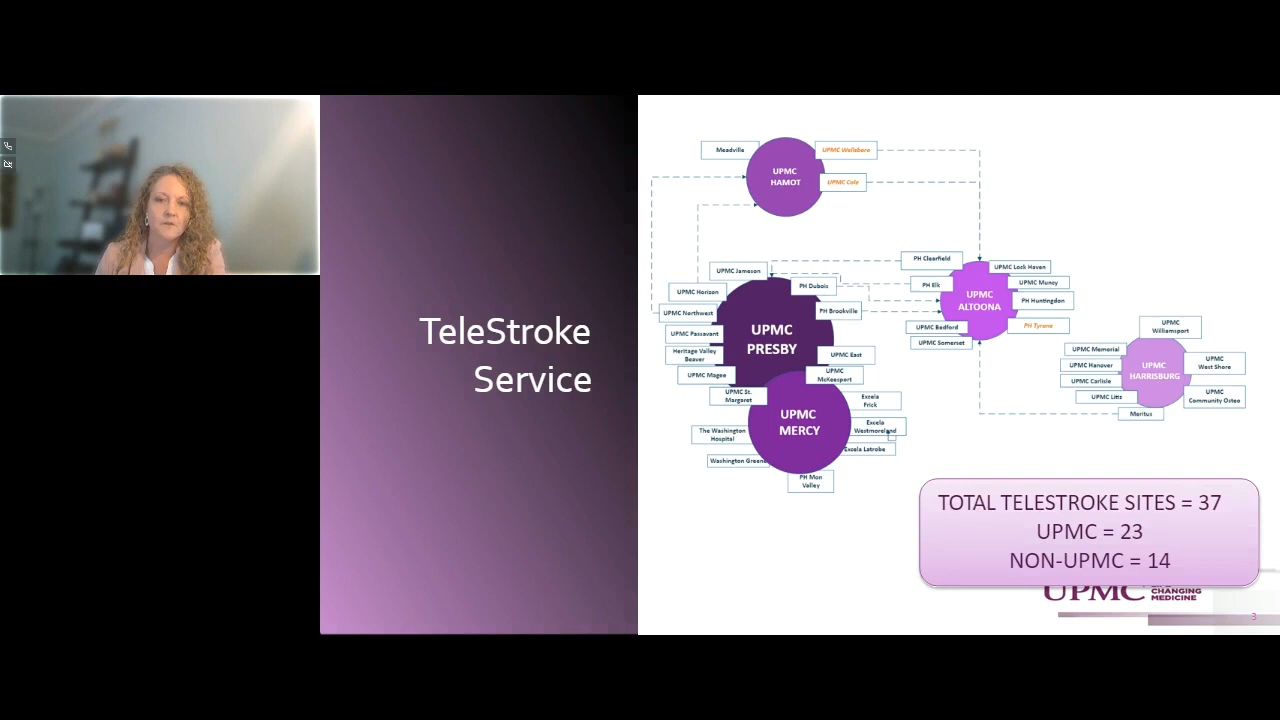 TeleStroke
Service
Meadville
UPMC
HAMOT
UPMC Wellsboro
UPMC Cole
UPMC Jameson
UPMC Horizon
UPMC Northwest
UPMC Passavant
Heritage Valley
Beaver
UPMC Magee
UPMC St.
Margaret
PH Dubois
PH Brookville
UPMC
PRESBY
UPMC East
UPMC
McKeesport
UPMC
MERCY
Excela
Frick
Excela
Westmoreland
Excela Latrobe
The Washington
Hospital
Washington Greene
PH Mon
Valley
PH Clearfield
PH Elk
UPMC Bedford
UPMC Somerset
UPMC
ALTOONA
UPMC Lock Haven
UPMC Muncy
PH Huntingdon
PH Tyrone
UPMC
Williamsport
UPMC Memorial
UPMC Hanover
UPMC Carlisle
UPMC Lititz
Meritus
UPMC
HARRISBURG
UPMC
West Shore
UPMC
Community Osteo
TOTAL TELESTROKE SITES = 37
UPMC = 23
NON-UPMC = 14
UPMC
CHANGING
MEDICINE
3